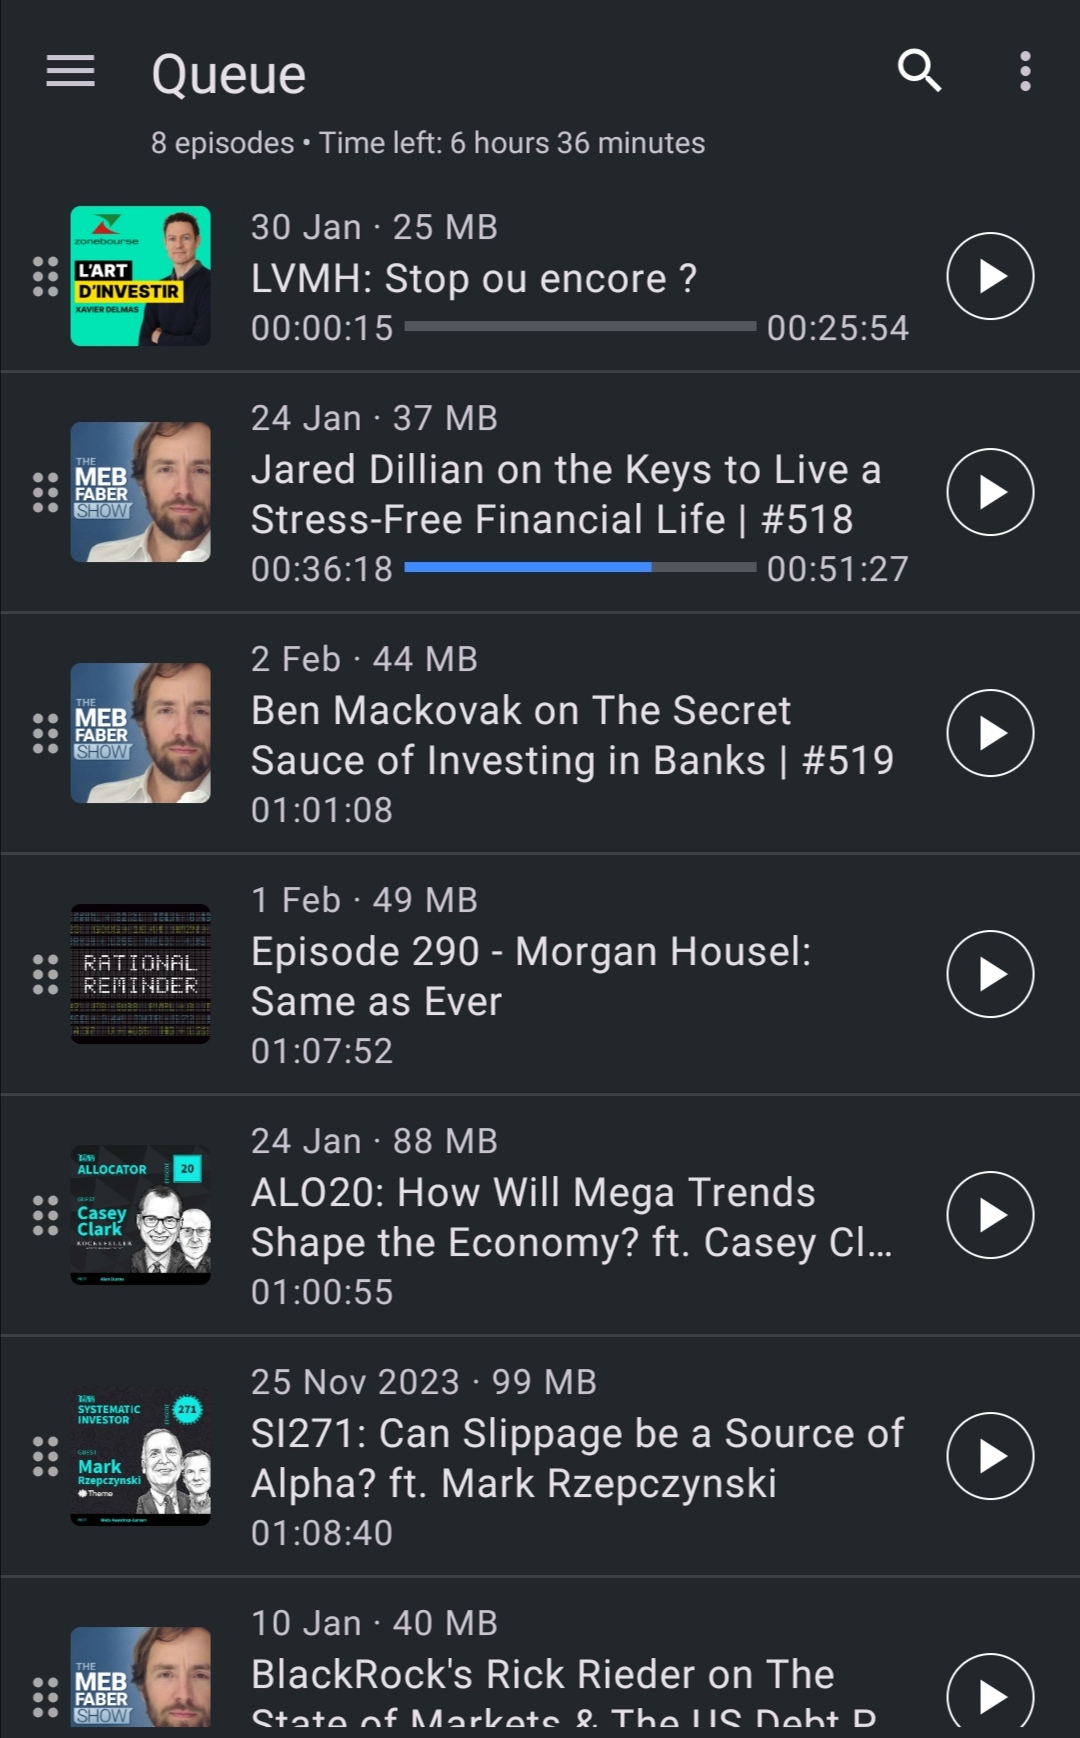 Queue
8 episodes • Time left: 6 hours 36 minutes
zonebourse
L'ART
D'INVESTIR
XAVIER DELMAS
30 Jan · 25 MB
LVMH: Stop ou encore ?
00:00:15 00:25:54
THE
MEB
FABER
SHOW
24 Jan · 37 MB
Jared Dillian on the Keys to Live a
Stress-Free Financial Life | #518
00:36:18 00:51:27
THE
MEB
FABER
SHOW
2 Feb · 44 MB
Ben Mackovak on The Secret
Sauce of Investing in Banks | #519
01:01:08
RATIONAL
REMINDER
1 Feb · 49 MB
Episode 290 - Morgan Housel:
Same as Ever
01:07:52
ALLOCATOR
20
Casey
Clark
ROCKEFELLER
24 Jan · 88 MB
ALO20: How Will Mega Trends
Shape the Economy? ft. Casey Cl...
01:00:55
SYSTEMATIC
INVESTOR
271
GUEST
Mark
Rzepczynski
25 Nov 2023 · 99 MB
SI271: Can Slippage be a Source of
Alpha? ft. Mark Rzepczynski
01:08:40
THE
MEB
FABER
SHOW
10 Jan · 40 MB
BlackRock's Rick Rieder on The
State of Markets & The US Debt P